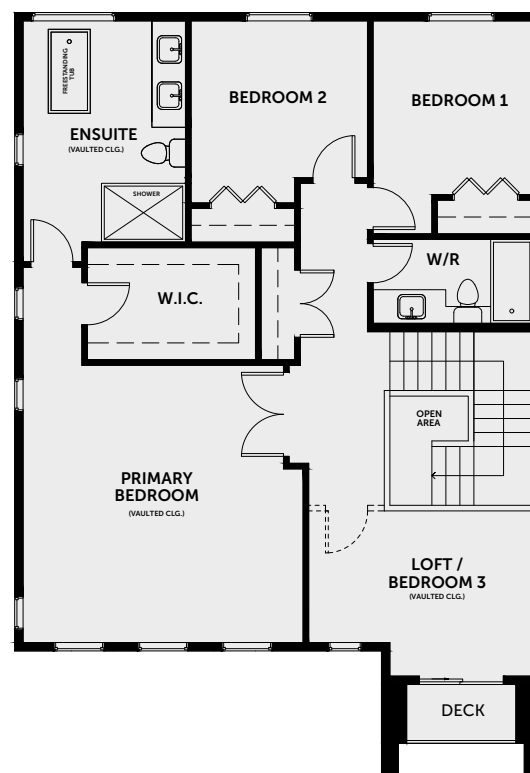 FREESTANDING
TUB
ENSUITE
(VAULTED CLG.)
BEDROOM 2
BEDROOM 1
SHOWER
W.I.C.
W/R
OPEN
AREA
PRIMARY
BEDROOM
(VAULTED CLG.)
LOFT /
BEDROOM 3
(VAULTED CLG.)
DECK